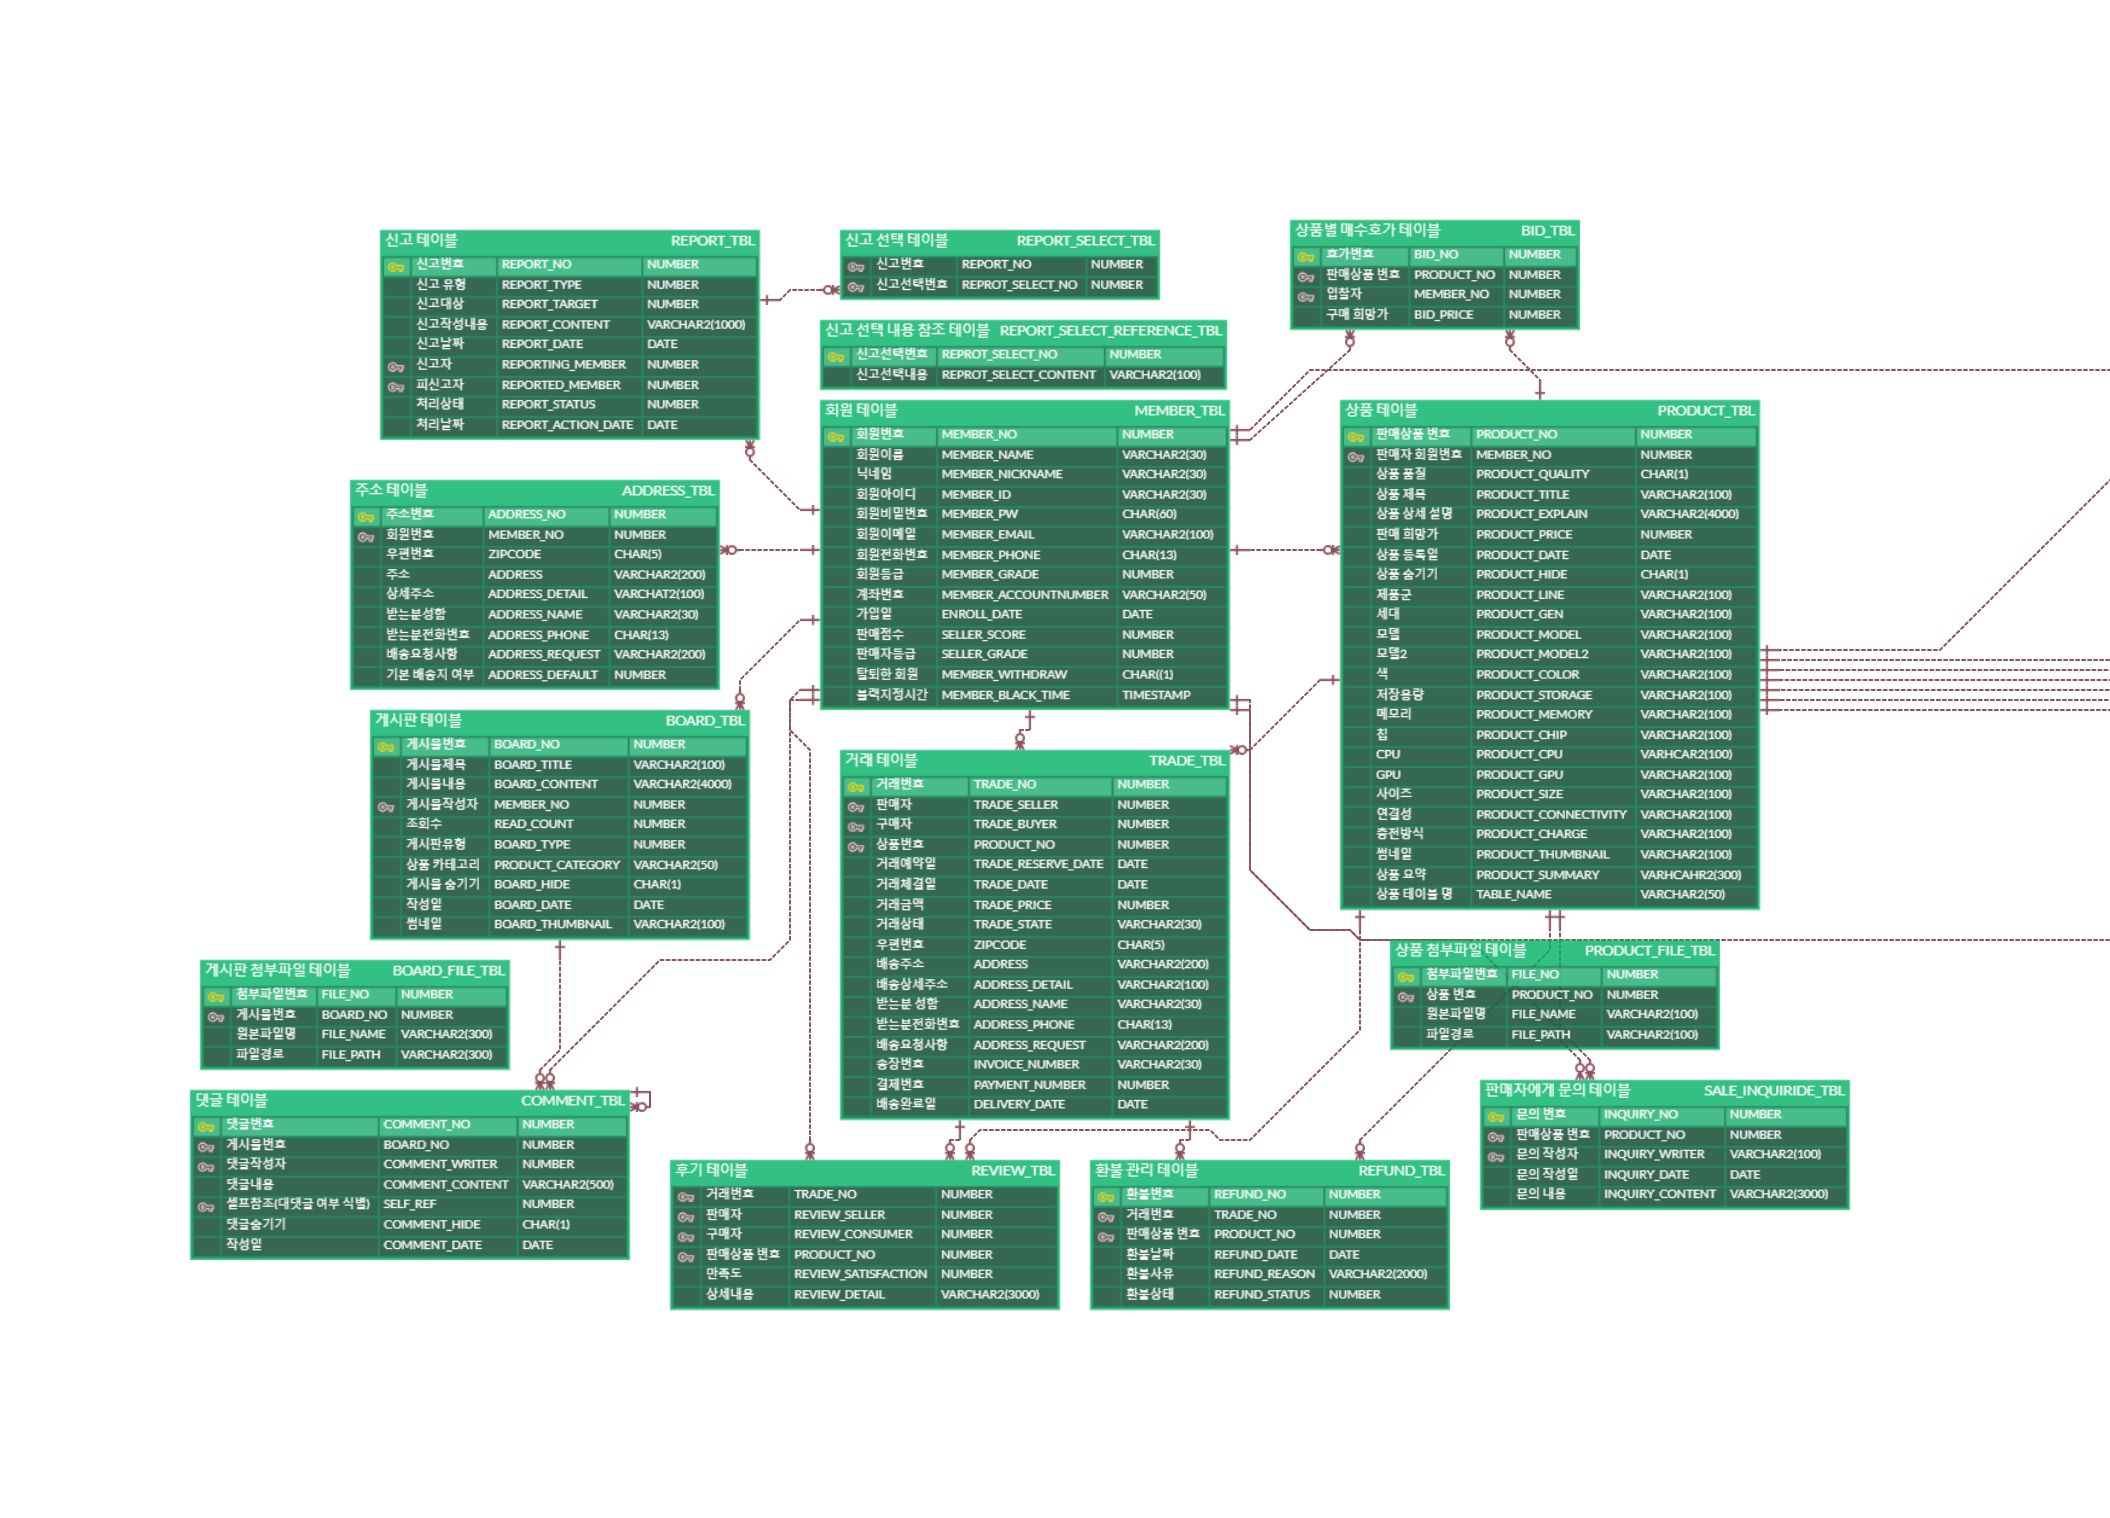 신고 테이블 REPORT_TBL
신고번호 REPORT_NO NUMBER
신고 유형 REPORT_TYPE NUMBER
신고대상 REPORT_TARGET NUMBER
신고작성내용 REPORT_CONTENT VARCHAR2(1000)
신고날짜 REPORT_DATE DATE
신고자 REPORTING_MEMBER NUMBER
피신고자 REPORTED_MEMBER NUMBER
처리상태 REPORT_STATUS NUMBER
처리날짜 REPORT_ACTION_DATE DATE
신고 선택 테이블 REPORT_SELECT_TBL
신고번호 REPORT_NO NUMBER
신고선택번호 REPROT_SELECT_NO NUMBER
신고 선택 내용 참조 테이블 REPORT_SELECT_REFERENCE_TBL
신고선택번호 REPROT_SELECT_NO NUMBER
신고선택내용 REPROT_SELECT_CONTENT VARCHAR2(100)
상품별 매수호가 테이블 BID_TBL
호가번호 BID_NO NUMBER
판매상품 번호 PRODUCT_NO NUMBER
입찰자 MEMBER_NO NUMBER
구매 희망가 BID_PRICE NUMBER
회원 테이블 MEMBER_TBL
회원번호 MEMBER_NO NUMBER
회원이름 MEMBER_NAME VARCHAR2(30)
닉네임 MEMBER_NICKNAME VARCHAR2(30)
회원아이디 MEMBER_ID VARCHAR2(30)
회원비밀번호 MEMBER_PW CHAR(60)
회원이메일 MEMBER_EMAIL VARCHAR2(100)
회원전화번호 MEMBER_PHONE CHAR(13)
회원등급 MEMBER_GRADE NUMBER
계좌번호 MEMBER_ACCOUNTNUMBER VARCHAR2(50)
가입일 ENROLL_DATE DATE
판매점수 SELLER_SCORE NUMBER
판매자등급 SELLER_GRADE NUMBER
탈퇴한 회원 MEMBER_WITHDRAW CHAR((1)
블랙지정시간 MEMBER_BLACK_TIME TIMESTAMP
상품 테이블 PRODUCT_TBL
판매상품 번호 PRODUCT_NO NUMBER
판매자 회원번호 MEMBER_NO NUMBER
상품 품질 PRODUCT_QUALITY CHAR(1)
상품 제목 PRODUCT_TITLE VARCHAR2(100)
상품 상세 설명 PRODUCT_EXPLAIN VARCHAR2(4000)
판매 희망가 PRODUCT_PRICE NUMBER
상품 등록일 PRODUCT_DATE DATE
상품 숨기기 PRODUCT_HIDE CHAR(1)
제품군 PRODUCT_LINE VARCHAR2(100)
세대 PRODUCT_GEN VARCHAR2(100)
모델 PRODUCT_MODEL VARCHAR2(100)
모델2 PRODUCT_MODEL2 VARCHAR2(100)
색 PRODUCT_COLOR VARCHAR2(100)
저장용량 PRODUCT_STORAGE VARCHAR2(100)
메모리 PRODUCT_MEMORY VARCHAR2(100)
칩 PRODUCT_CHIP VARCHAR2(100)
CPU PRODUCT_CPU VARHCAR2(100)
GPU PRODUCT_GPU VARCHAR2(100)
사이즈 PRODUCT_SIZE VARCHAR2(100)
연결성 PRODUCT_CONNECTIVITY VARCHAR2(100)
충전방식 PRODUCT_CHARGE VARCHAR2(100)
썸네일 PRODUCT_THUMBNAIL VARCHAR2(100)
상품 요약 PRODUCT_SUMMARY VARHCAHR2(300)
상품 테이블 명 TABLE_NAME VARCHAR2(50)
주소 테이블 ADDRESS_TBL
주소번호 ADDRESS_NO NUMBER
회원번호 MEMBER_NO NUMBER
우편번호 ZIPCODE CHAR(5)
주소 ADDRESS VARCHAR2(200)
상세주소 ADDRESS_DETAIL VARCHAT2(100)
받는분성함 ADDRESS_NAME VARCHAR2(30)
받는분전화번호 ADDRESS_PHONE CHAR(13)
배송요청사항 ADDRESS_REQUEST VARCHAR2(200)
기본 배송지 여부 ADDRESS_DEFAULT NUMBER
게시판 테이블 BOARD_TBL
게시물번호 BOARD_NO NUMBER
게시물제목 BOARD_TITLE VARCHAR2(100)
게시물내용 BOARD_CONTENT VARCHAR2(4000)
게시물작성자 MEMBER_NO NUMBER
조회수 READ_COUNT NUMBER
게시판유형 BOARD_TYPE NUMBER
상품 카테고리 PRODUCT_CATEGORY VARCHAR2(50)
게시물 숨기기 BOARD_HIDE CHAR(1)
작성일 BOARD_DATE DATE
썸네일 BOARD_THUMBNAIL VARCHAR2(100)
거래 테이블 TRADE_TBL
거래번호 TRADE_NO NUMBER
판매자 TRADE_SELLER NUMBER
구매자 TRADE_BUYER NUMBER
상품번호 PRODUCT_NO NUMBER
거래예약일 TRADE_RESERVE_DATE DATE
거래체결일 TRADE_DATE DATE
거래금액 TRADE_PRICE NUMBER
거래상태 TRADE_STATE VARCHAR2(30)
우편번호 ZIPCODE CHAR(5)
배송주소 ADDRESS VARCHAR2(200)
배송상세주소 ADDRESS_DETAIL VARCHAR2(100)
받는분 성함 ADDRESS_NAME VARCHAR2(30)
받는분전화번호 ADDRESS_PHONE CHAR(13)
배송요청사항 ADDRESS_REQUEST VARCHAR2(200)
송장번호 INVOICE_NUMBER VARCHAR2(30)
결제번호 PAYMENT_NUMBER NUMBER
배송완료일 DELIVERY_DATE DATE
게시판 첨부파일 테이블 BOARD_FILE_TBL
첨부파일번호 FILE_NO NUMBER
게시물번호 BOARD_NO NUMBER
원본파일명 FILE_NAME VARCHAR2(300)
파일경로 FILE_PATH VARCHAR2(300)
상품 첨부파일 테이블 PRODUCT_FILE_TBL
첨부파일번호 FILE_NO NUMBER
상품 번호 PRODUCT_NO NUMBER
원본파일명 FILE_NAME VARCHAR2(100)
파일경로 FILE_PATH VARCHAR2(100)
댓글 테이블 COMMENT_TBL
댓글번호 COMMENT_NO NUMBER
게시물번호 BOARD_NO NUMBER
댓글작성자 COMMENT_WRITER NUMBER
댓글내용 COMMENT_CONTENT VARCHAR2(500)
셀프참조(대댓글 여부 식별) SELF_REF NUMBER
댓글숨기기 COMMENT_HIDE CHAR(1)
작성일 COMMENT_DATE DATE
판매자에게 문의 테이블 SALE_INQUIRIDE_TBL
문의 번호 INQUIRY_NO NUMBER
판매상품 번호 PRODUCT_NO NUMBER
문의 작성자 INQUIRY_WRITER VARCHAR2(100)
문의 작성일 INQUIRY_DATE DATE
문의 내용 INQUIRY_CONTENT VARCHAR2(3000)
후기 테이블 REVIEW_TBL
거래번호 TRADE_NO NUMBER
판매자 REVIEW_SELLER NUMBER
구매자 REVIEW_CONSUMER NUMBER
판매상품 번호 PRODUCT_NO NUMBER
만족도 REVIEW_SATISFACTION NUMBER
상세내용 REVIEW_DETAIL VARCHAR2(3000)
환불 관리 테이블 REFUND_TBL
환불번호 REFUND_NO NUMBER
거래번호 TRADE_NO NUMBER
판매상품 번호 PRODUCT_NO NUMBER
환불날짜 REFUND_DATE DATE
환불사유 REFUND_REASON VARCHAR2(2000)
환불상태 REFUND_STATUS NUMBER